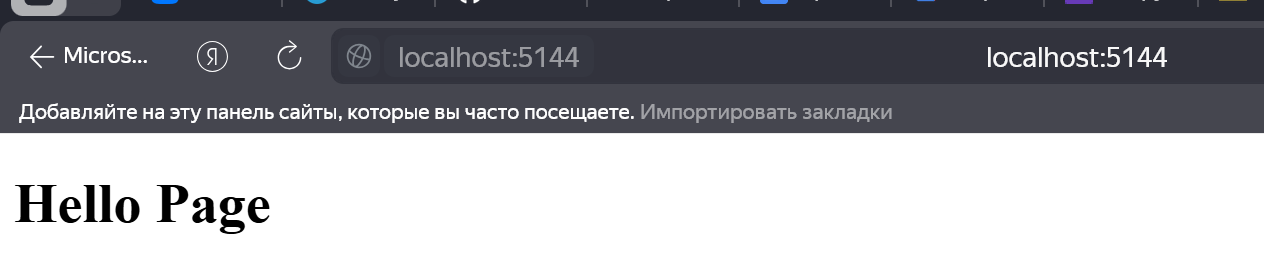 Micros... Я localhost:5144 localhost:5144
Добавляйте на эту панель сайты, которые вы часто посещаете. Импортировать закладки
Hello Page